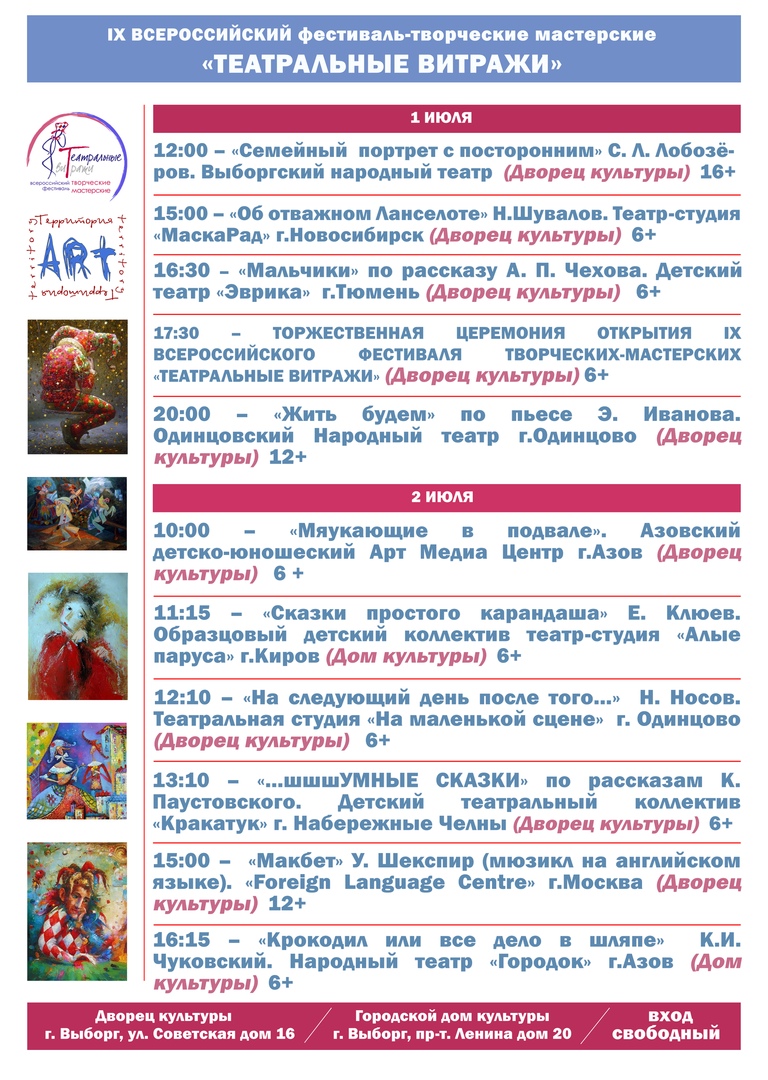 IX ВСЕРОССИЙСКИЙ фестиваль-творческие мастерские
«ТЕАТРАЛЬНЫЕ ВИТРАЖИ»
Театральные
витражи
всероссийский творческие
фестиваль мастерские
Территория
territory
ART
territory
Территория
1 ИЮЛЯ
12:00 – «Семейный портрет с посторонним» С. Л. Лобозё-
ров. Выборгский народный театр (Дворец культуры) 16+
15:00 – «Об отважном Ланселоте» Н.Шувалов. Театр-студия
«МаскаРад» г.Новосибирск (Дворец культуры) 6+
16:30 – «Мальчики» по рассказу А. П. Чехова. Детский
театр «Эврика» г.Тюмень (Дворец культуры) 6+
17:30 – ТОРЖЕСТВЕННАЯ ЦЕРЕМОНИЯ ОТКРЫТИЯ IX
ВСЕРОССИЙСКОГО ФЕСТИВАЛЯ ТВОРЧЕСКИХ-МАСТЕРСКИХ
«ТЕАТРАЛЬНЫЕ ВИТРАЖИ» (Дворец культуры) 6+
20:00 – «Жить будем» по пьесе Э. Иванова.
Одинцовский Народный театр г.Одинцово (Дворец
культуры) 12+
2 ИЮЛЯ
10:00 – «Мяукающие в подвале». Азовский
детско-юношеский Арт Медиа Центр г.Азов (Дворец
культуры) 6 +
11:15 – «Сказки простого карандаша» Е. Клюев.
Образцовый детский коллектив театр-студия «Алые
паруса» г.Киров (Дом культуры) 6+
12:10 – «На следующий день после того...» Н. Носов.
Театральная студия «На маленькой сцене» г. Одинцово
(Дворец культуры) 6+
13:10 – «...шшшУМНЫЕ СКАЗКИ» по рассказам К.
Паустовского. Детский театральный коллектив
«Кракатук» г. Набережные Челны (Дворец культуры) 6+
15:00 – «Макбет» У. Шекспир (мюзикл на английском
языке). «Foreign Language Centre» г.Москва (Дворец
культуры) 12+
16:15 – «Крокодил или все дело в шляпе» К.И.
Чуковский. Народный театр «Городок» г.Азов (Дом
культуры) 6+
Дворец культуры
г. Выборг, ул. Советская дом 16
Городской дом культуры
г. Выборг, пр-т. Ленина дом 20
ВХОД
свободный